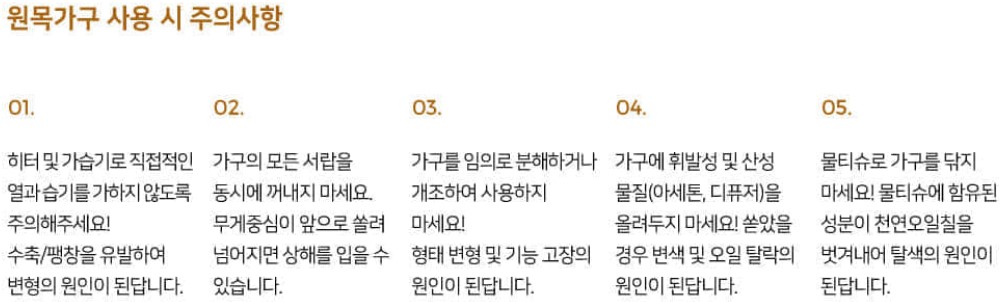 원목가구 사용 시 주의사항
01.
히터 및 가습기로 직접적인
열과 습기를 가하지 않도록
주의해주세요!
수축/팽창을 유발하여
변형의 원인이 된답니다.
02.
가구의 모든 서랍을
동시에 꺼내지 마세요.
무게중심이 앞으로 쏠려
넘어지면 상해를 입을 수
있습니다.
03.
가구를 임의로 분해하거나
개조하여 사용하지
마세요!
형태 변형 및 기능 고장의
원인이 된답니다.
04.
가구에 휘발성 및 산성
물질(아세톤, 디퓨저)을
올려두지 마세요! 쏟았을
경우 변색 및 오일 탈락의
원인이 된답니다.
05.
물티슈로 가구를 닦지
마세요! 물티슈에 함유된
성분이 천연오일칠을
벗겨내어 탈색의 원인이
된답니다.